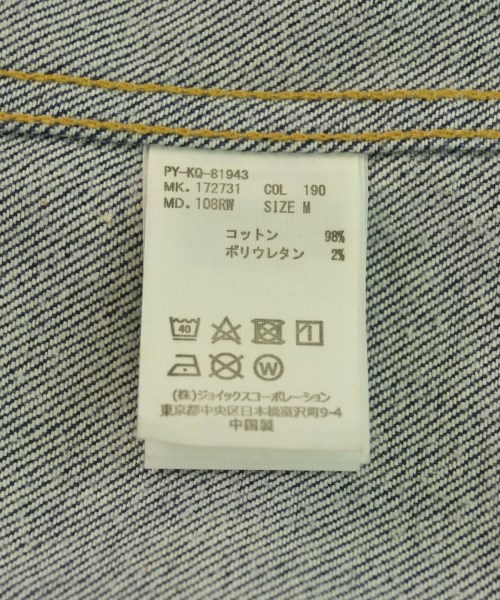 PY-KQ-81943
MK. 172731 COL 190
MD. 108RW SIZE M
コットン 98%
ポリウレタン 2%
40
W
(株)ジョイックスコーポレーション
東京都中央区日本橋富沢町9-4
中国製